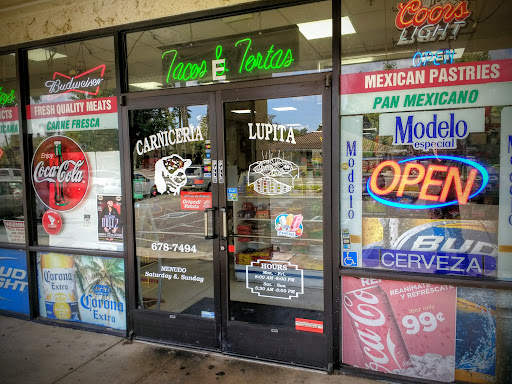 Tacos & Tortas
Coors
LIGHT
OPEN
Budweiser
FRESH QUALITY MEATS
CARNE FRESCA
MEXICAN PASTRIES
PAN MEXICANO
CARNICERIA
LUPITA
Modelo
especial
Modelo
Enjoy
Coca-Cola
OPEN
678-7494
MENUDO
Saturday & Sunday
HOURS
BUD LIGHT
CERVEZA
Corona
Extra
Corona
Extra
REANÍMATE Y REFRÉSCATE
Coca-Cola
99¢